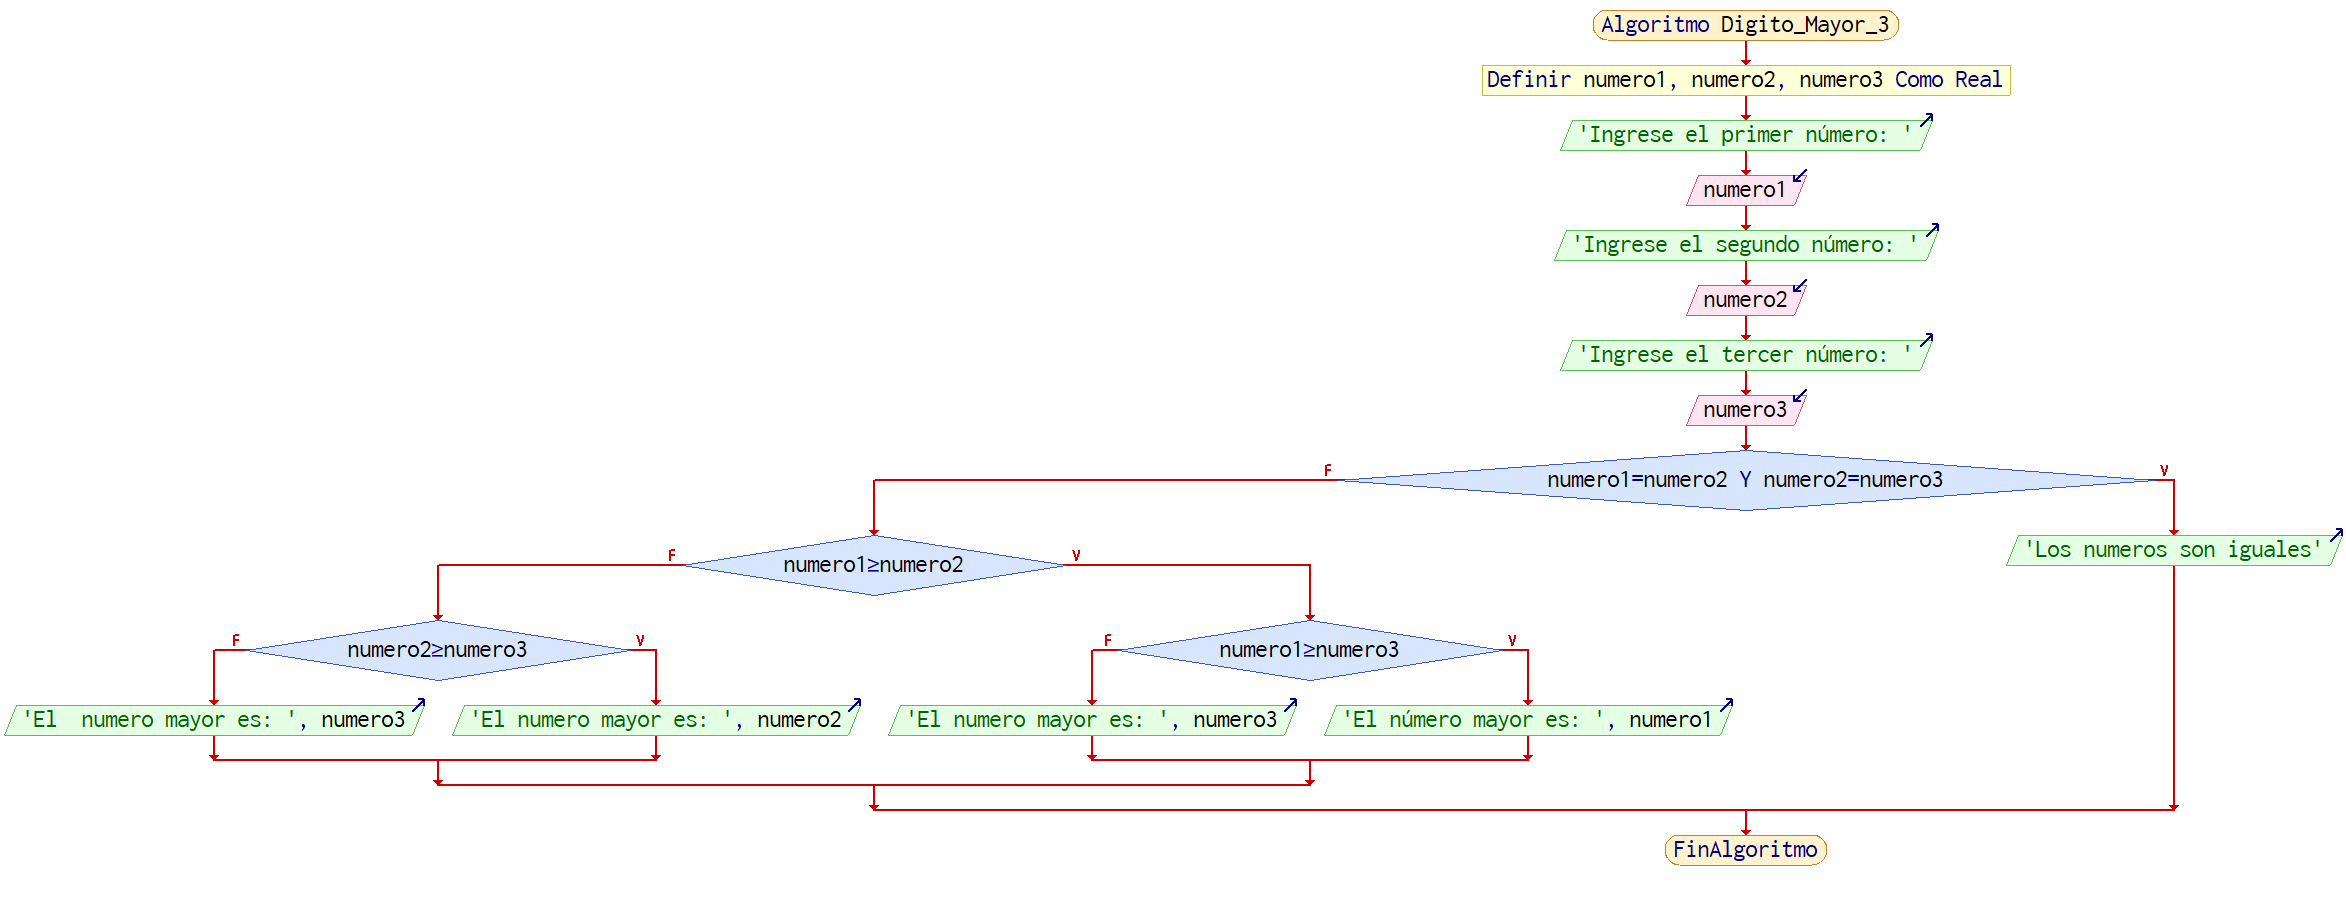 Algoritmo Digito_Mayor_3
Definir numero1, numero2, numero3 Como Real
'Ingrese el primer número: '
numero1
'Ingrese el segundo número: '
numero2
'Ingrese el tercer número: '
numero3
F
numero1=numero2 Y numero2=numero3
V
'Los numeros son iguales'
F
numero1≥numero2
V
F
numero2≥numero3
V
F
numero1≥numero3
V
'El  numero mayor es: ', numero3
'El numero mayor es: ', numero2
'El numero mayor es: ', numero3
'El número mayor es: ', numero1
FinAlgoritmo